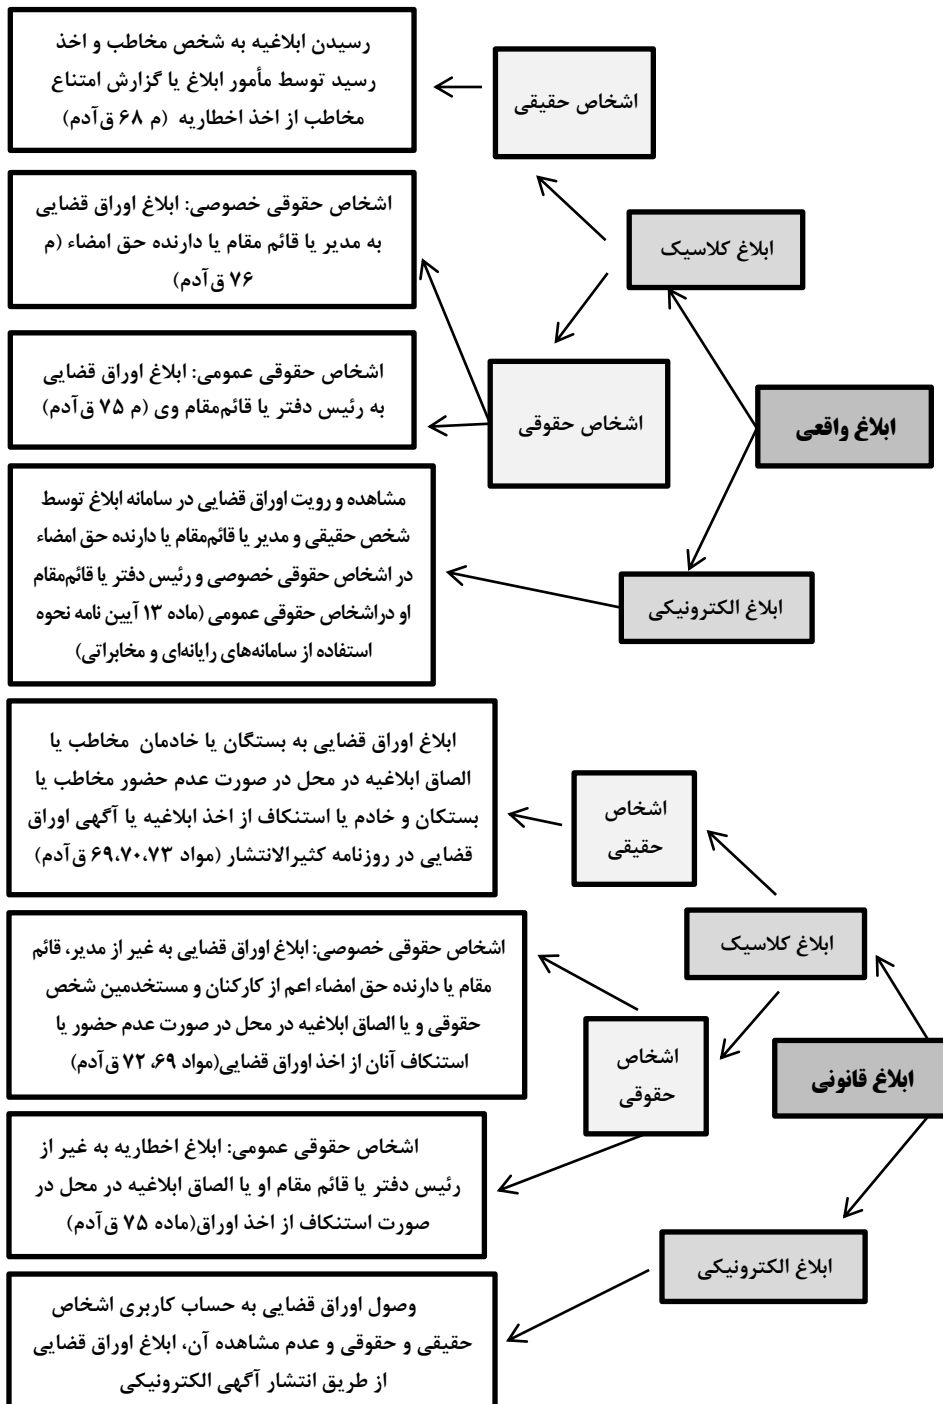 رسیدن ابلاغیه به شخص مخاطب و اخذ
رسید توسط مأمور ابلاغ یا گزارش امتناع
مخاطب از اخذ اخطاریه (م ۶۸ ق‌آدم)
اشخاص حقیقی
اشخاص حقوقی خصوصی: ابلاغ اوراق قضایی
به مدیر یا قائم مقام یا دارنده حق امضاء (م
۷۶ ق‌آدم)
ابلاغ کلاسیک
اشخاص حقوقی عمومی: ابلاغ اوراق قضایی
به رئیس دفتر یا قائم‌مقام وی (م ۷۵ ق‌آدم)
اشخاص حقوقی
ابلاغ واقعی
مشاهده و رویت اوراق قضایی در سامانه ابلاغ توسط
شخص حقیقی و مدیر یا قائم‌مقام یا دارنده حق امضاء
در اشخاص حقوقی خصوصی و رئیس دفتر یا قائم‌مقام
او دراشخاص حقوقی عمومی (ماده ۱۳ آیین نامه نحوه
استفاده از سامانه‌های رایانه‌ای و مخابراتی)
ابلاغ الکترونیکی
ابلاغ اوراق قضایی به بستگان یا خادمان مخاطب یا
الصاق ابلاغیه در محل در صورت عدم حضور مخاطب یا
بستکان و خادم یا استنکاف از اخذ ابلاغیه یا آگهی اوراق
قضایی در روزنامه کثیرالانتشار (مواد ۶۹،۷۰،۷۳ ق‌آدم)
اشخاص
حقیقی
ابلاغ کلاسیک
اشخاص حقوقی خصوصی: ابلاغ اوراق قضایی به غیر از مدیر، قائم
مقام یا دارنده حق امضاء اعم از کارکنان و مستخدمین شخص
حقوقی و یا الصاق ابلاغیه در محل در صورت عدم حضور یا
استنکاف آنان از اخذ اوراق قضایی(مواد ۶۹، ۷۲ ق‌آدم)
اشخاص
حقوقی
ابلاغ قانونی
اشخاص حقوقی عمومی: ابلاغ اخطاریه به غیر از
رئیس دفتر یا قائم مقام او یا الصاق ابلاغیه در محل در
صورت استنکاف از اخذ اوراق(ماده ۷۵ ق‌آدم)
ابلاغ الکترونیکی
وصول اوراق قضایی به حساب کاربری اشخاص
حقیقی و حقوقی و عدم مشاهده آن، ابلاغ اوراق قضایی
از طریق انتشار آگهی الکترونیکی